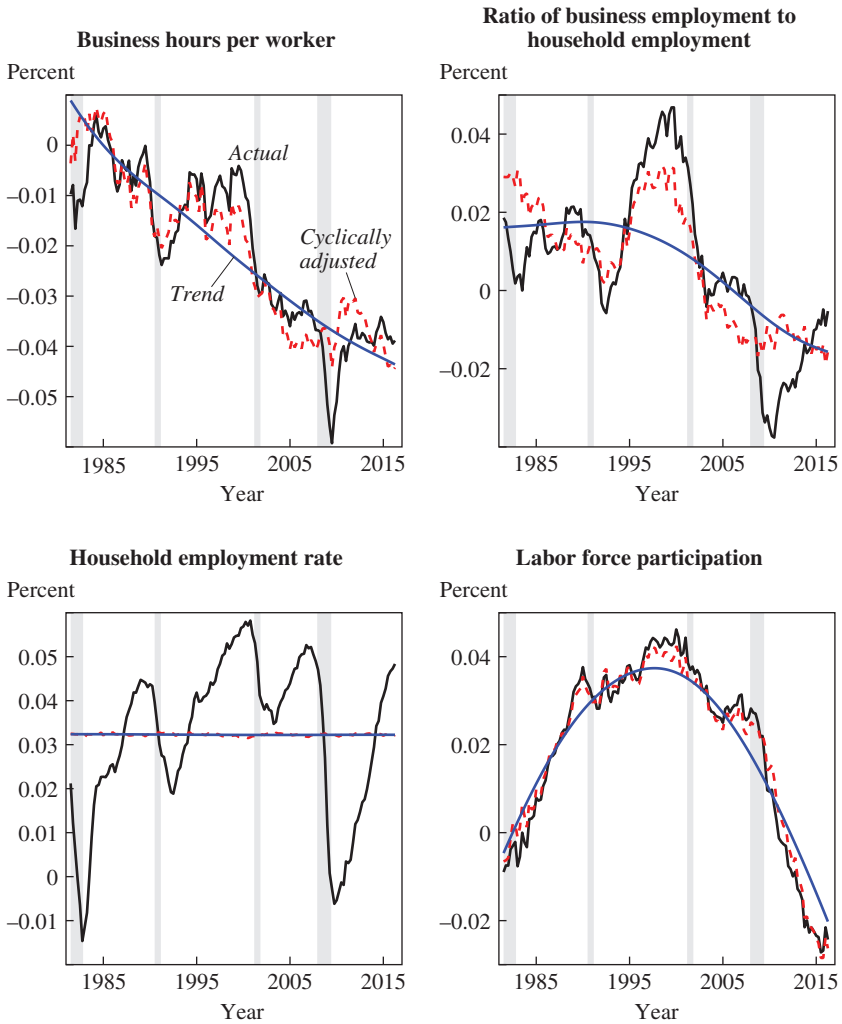 Business hours per worker
Percent
0
–0.01
–0.02
–0.03
–0.04
–0.05
Actual
Cyclically
adjusted
Trend
1985 1995 2005 2015
Year
Ratio of business employment to
household employment
Percent
0.04
0.02
0
–0.02
1985 1995 2005 2015
Year
Household employment rate
Percent
0.05
0.04
0.03
0.02
0.01
0
–0.01
1985 1995 2005 2015
Year
Labor force participation
Percent
0.04
0.02
0
–0.02
1985 1995 2005 2015
Year